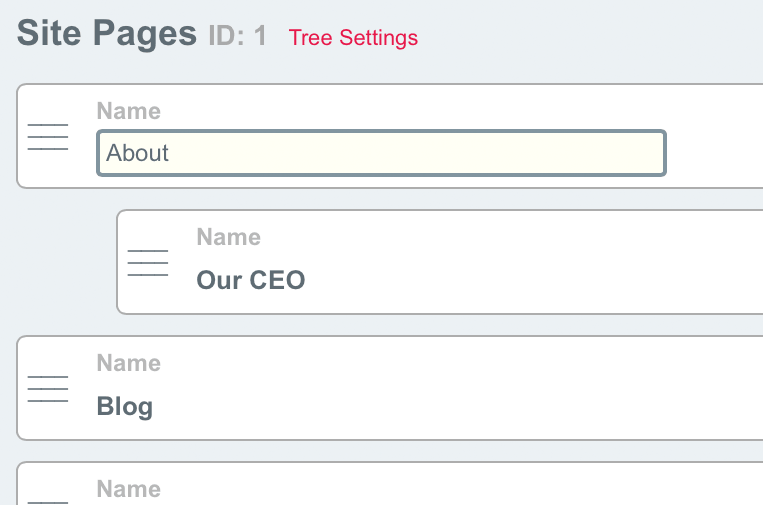 Site Pages ID: 1 Tree Settings
Name
About
Name
Our CEO
Name
Blog
Name